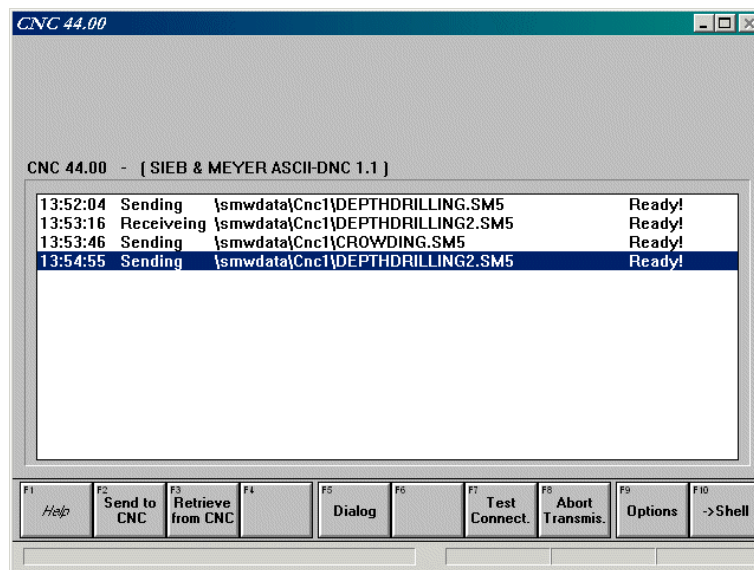 CNC 44.00
CNC 44.00 - ( SIEB & MEYER ASCII-DNC 1.1 )
13:52:04 Sending \smwdata\Cnc1\DEPTHDRILLING.SM5 Ready!
13:53:16 Receiveing \smwdata\Cnc1\DEPTHDRILLING2.SM5 Ready!
13:53:46 Sending \smwdata\Cnc1\CROWDING.SM5 Ready!
13:54:55 Sending \smwdata\Cnc1\DEPTHDRILLING2.SM5 Ready!
F1 F2 F3 F4 F5 F6 F7 F8 F9 F10
Help Send to CNC Retrieve from CNC Dialog Test Connect. Abort Transmis. Options ->Shell